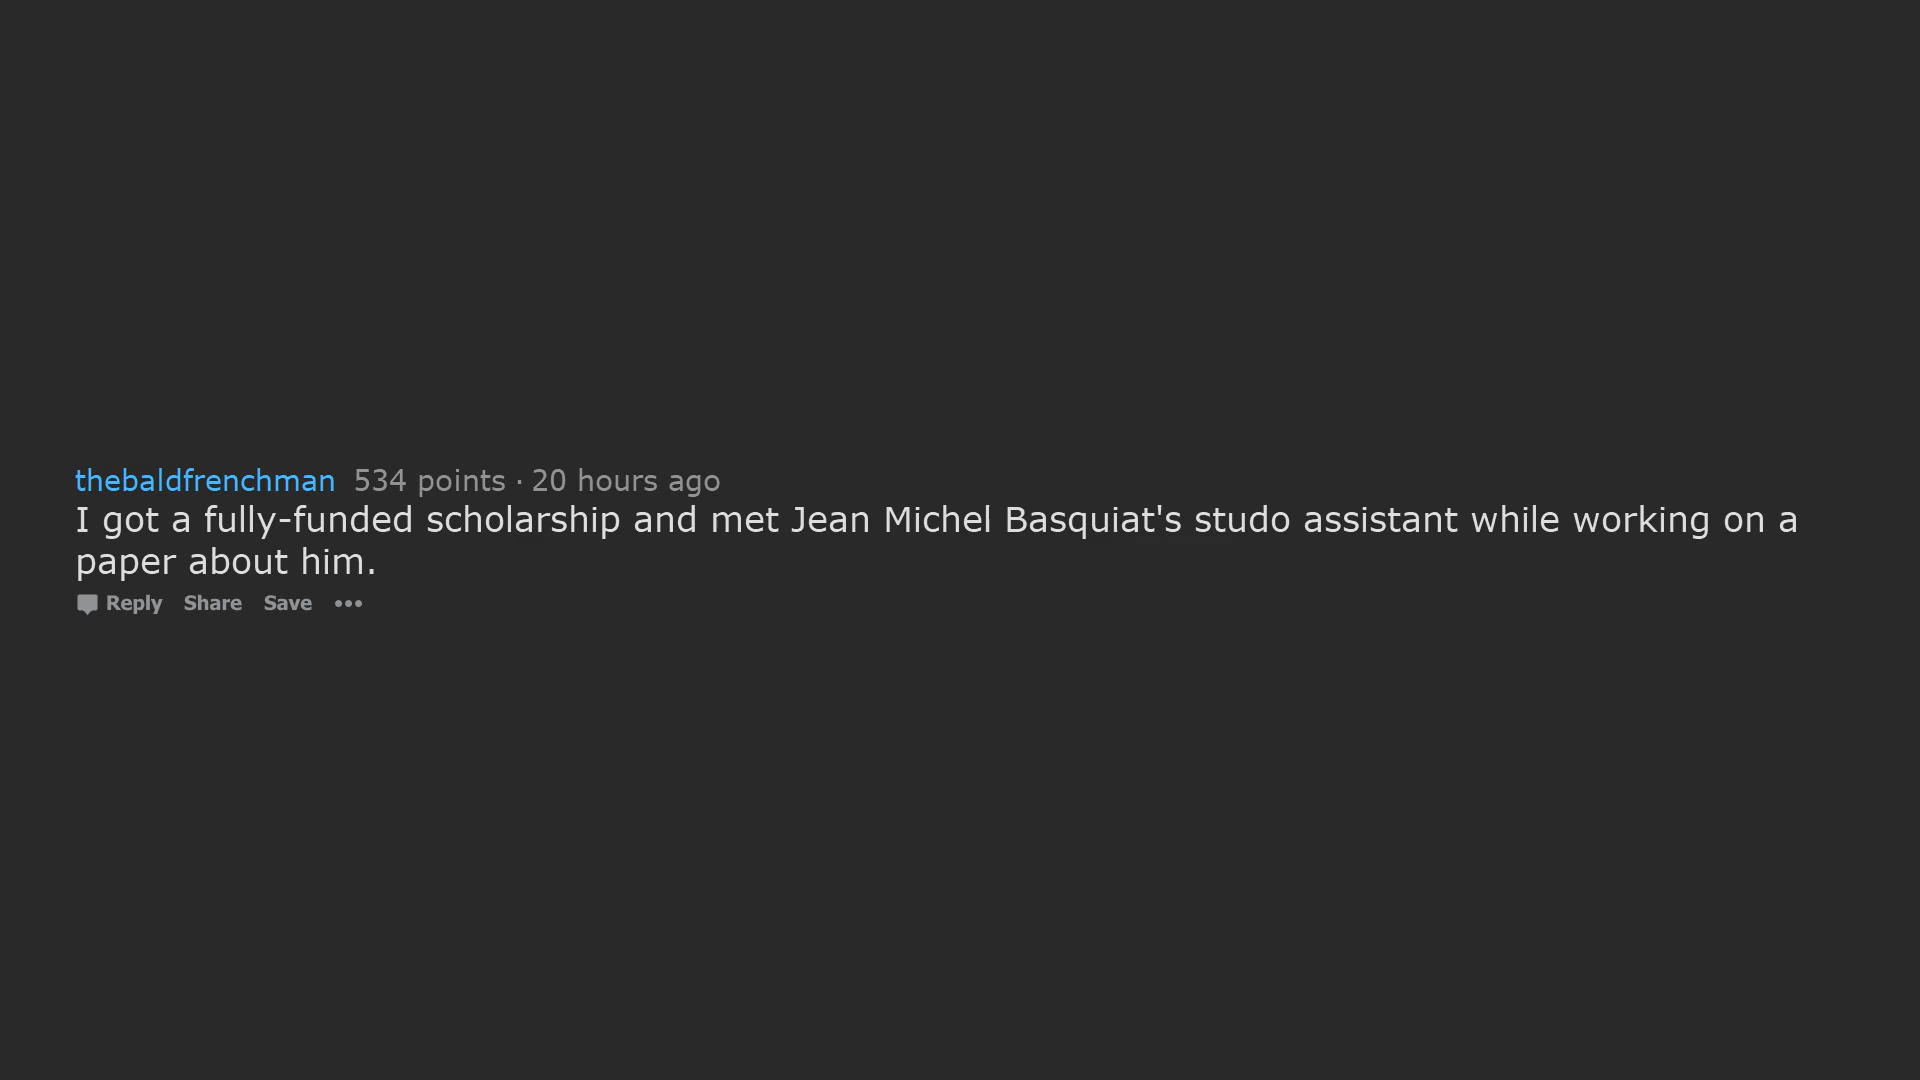 thebaldfrenchman 534 points · 20 hours ago
I got a fully-funded scholarship and met Jean Michel Basquiat's studo assistant while working on a
paper about him.
Reply Share Save •••